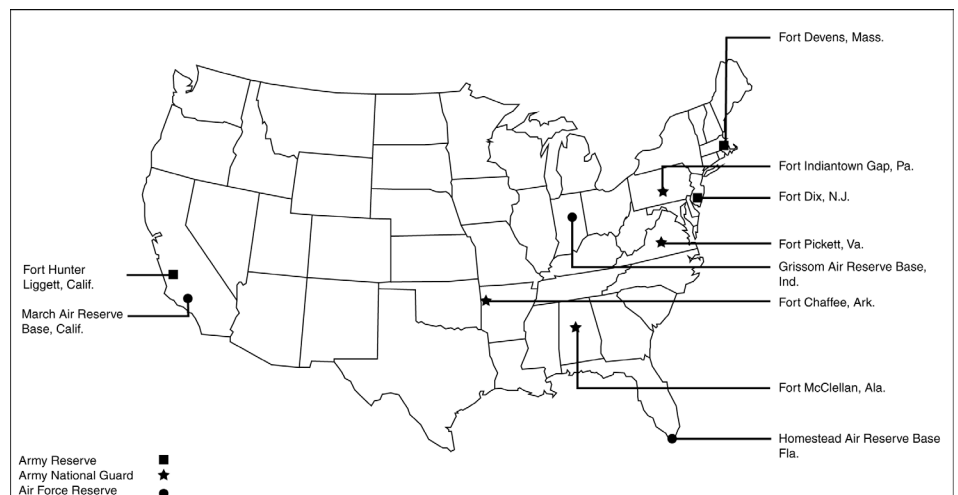 Fort Devens, Mass.
Fort Indiantown Gap, Pa.
Fort Dix, N.J.
Fort Pickett, Va.
Grissom Air Reserve Base,
Ind.
Fort Chaffee, Ark.
Fort McClellan, Ala.
Homestead Air Reserve Base
Fla.
Fort Hunter
Liggett, Calif.
March Air Reserve
Base, Calif.
Army Reserve
Army National Guard
Air Force Reserve